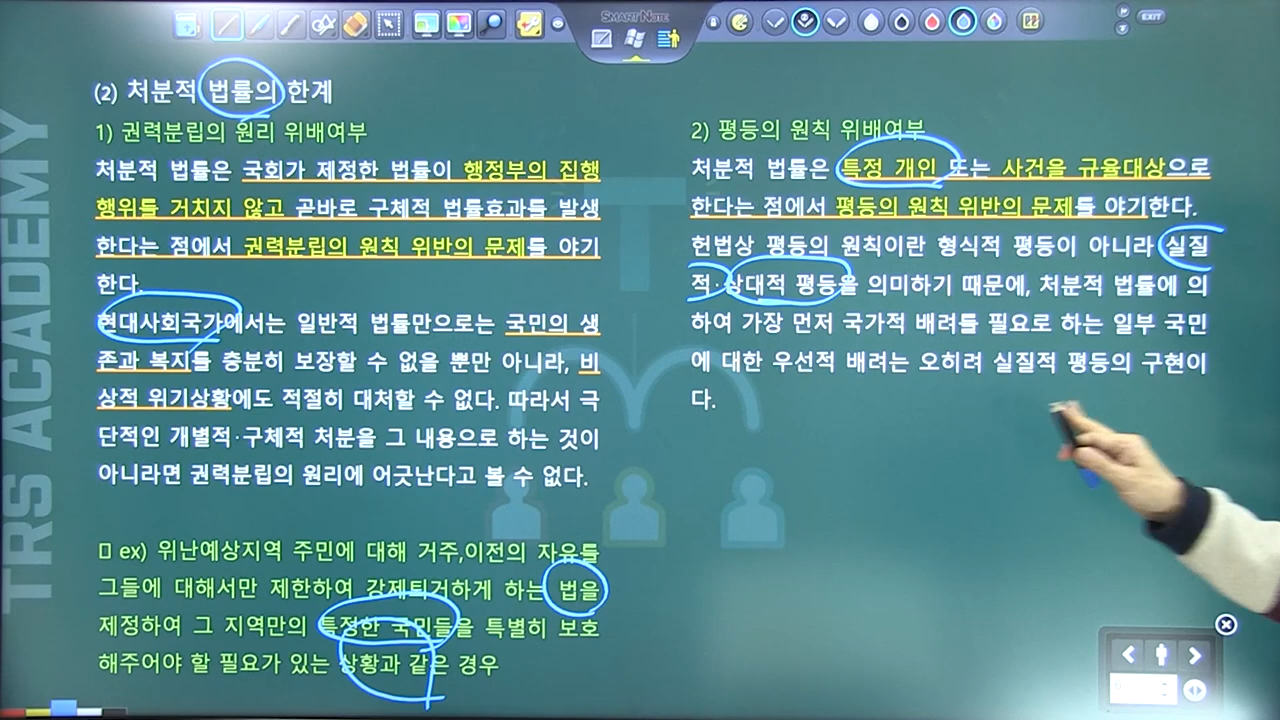 SMART NOTE
EXIT
TRS ACADEMY
(2) 처분적 법률의 한계
1) 권력분립의 원리 위배여부
처분적 법률은 국회가 제정한 법률이 행정부의 집행
행위를 거치지 않고 곧바로 구체적 법률효과를 발생
한다는 점에서 권력분립의 원칙 위반의 문제를 야기
한다.
현대사회국가에서는 일반적 법률만으로는 국민의 생
존과 복지를 충분히 보장할 수 없을 뿐만 아니라, 비
상적 위기상황에도 적절히 대처할 수 없다. 따라서 극
단적인 개별적·구체적 처분을 그 내용으로 하는 것이
아니라면 권력분립의 원리에 어긋난다고 볼 수 없다.
ex) 위난예상지역 주민에 대해 거주,이전의 자유를
그들에 대해서만 제한하여 강제퇴거하게 하는 법을
제정하여 그 지역만의 특정한 국민들을 특별히 보호
해주어야 할 필요가 있는 상황과 같은 경우
2) 평등의 원칙 위배여부
처분적 법률은 특정 개인 또는 사건을 규율대상으로
한다는 점에서 평등의 원칙 위반의 문제를 야기한다.
헌법상 평등의 원칙이란 형식적 평등이 아니라 실질
적·상대적 평등을 의미하기 때문에, 처분적 법률에 의
하여 가장 먼저 국가적 배려를 필요로 하는 일부 국민
에 대한 우선적 배려는 오히려 실질적 평등의 구현이
다.